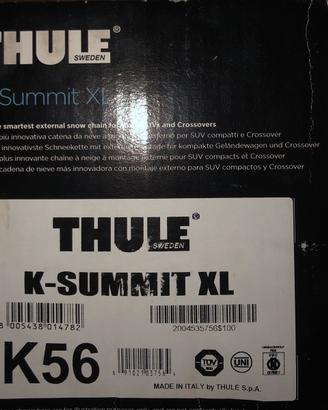 THULE®
SWEDEN
Summit XL
smartest external snow chain for SUVs and Crossovers
più innovativa catena da neve a montaggio esterno per SUV compatti e Crossover
innovativste Schneekette mit externer Montage für kompakte Geländewagen und Crossover
plus innovante chaîne à neige à montage externe pour SUV compacts et Crossover
cadena de nieve más innovadora con montaje externo para SUV compactos y Crossover
THULE®
SWEDEN
K-SUMMIT XL
8 005438 014782
2004535756$100
K56
TÜV
UNI
MADE IN ITALY by THULE S.p.A.